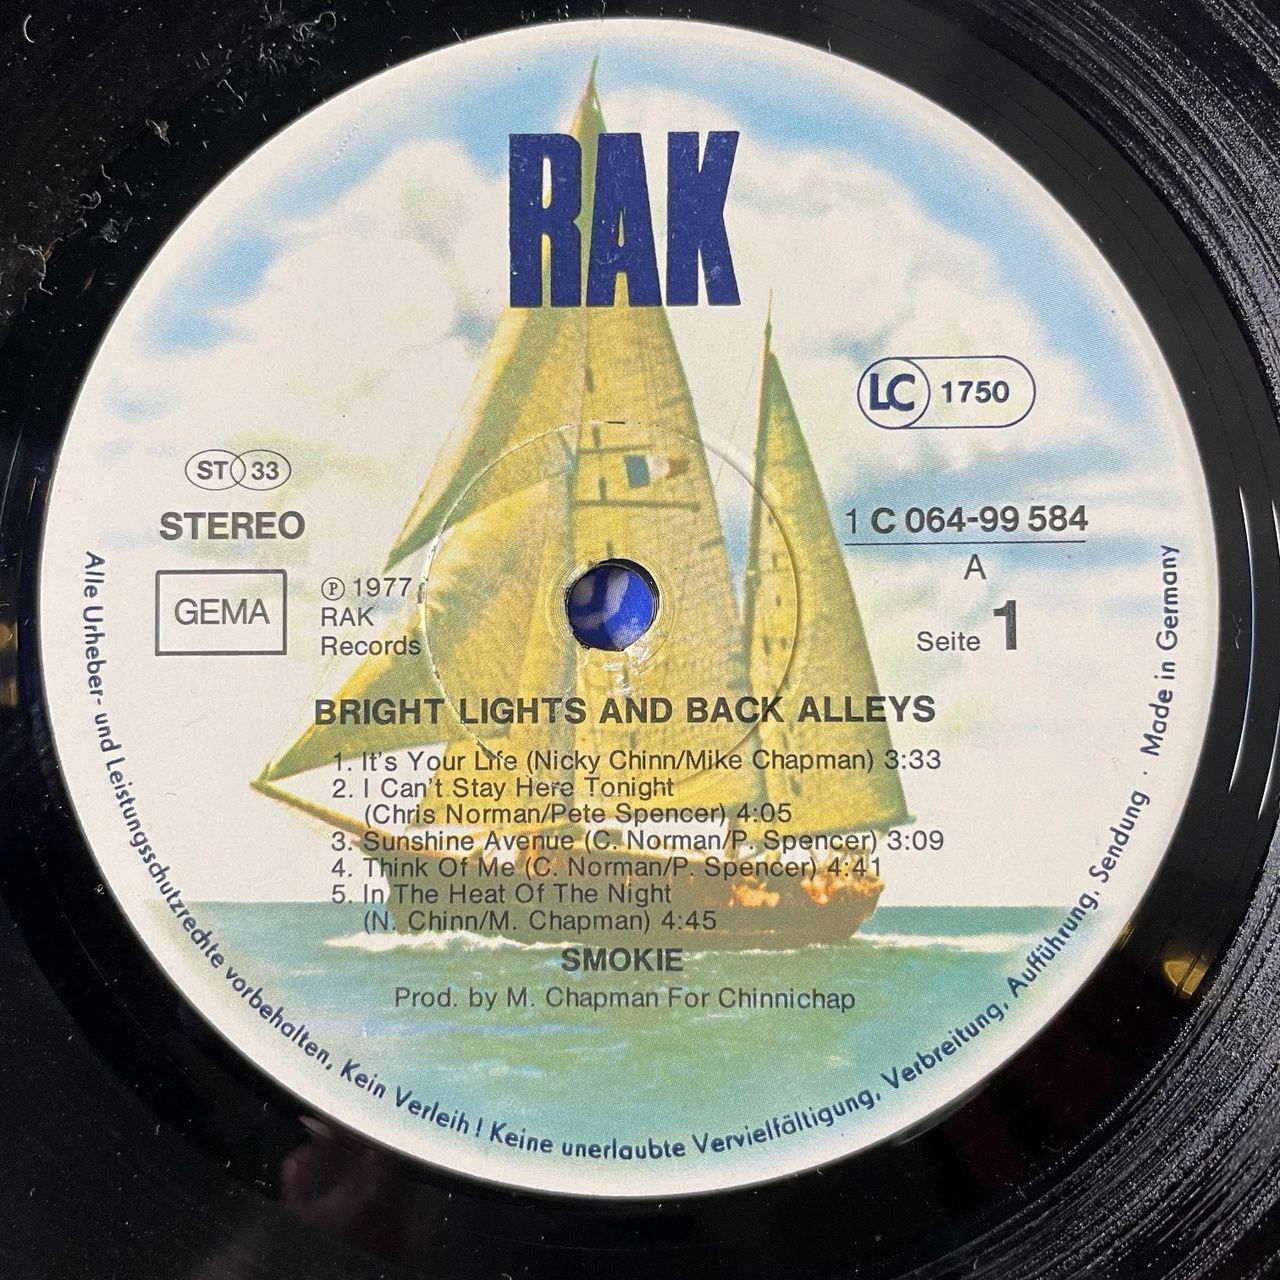 RAK
LC 1750
ST 33
STEREO
1 C 064-99 584
A
Seite 1
GEMA
℗ 1977
RAK
Records
BRIGHT LIGHTS AND BACK ALLEYS
1. It's Your Life (Nicky Chinn/Mike Chapman) 3:33
2. I Can't Stay Here Tonight
(Chris Norman/Pete Spencer) 4:05
3. Sunshine Avenue (C. Norman/P. Spencer) 3:09
4. Think Of Me (C. Norman/P. Spencer) 4:41
5. In The Heat Of The Night
(N. Chinn/M. Chapman) 4:45
SMOKIE
Prod. by M. Chapman For Chinnichap
Alle Urheber- und Leistungsschutzrechte vorbehalten, Kein Verleih! Keine unerlaubte Vervielfältigung, Verbreitung, Aufführung, Sendung · Made in Germany